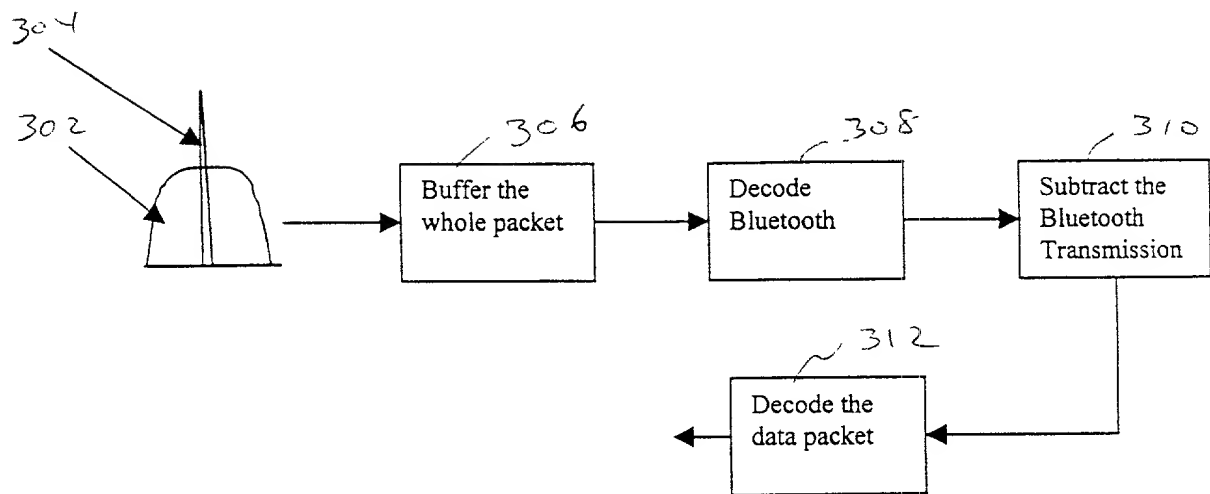 304
302
306
Buffer the
whole packet
308
Decode
Bluetooth
310
Subtract the
Bluetooth
Transmission
312
Decode the
data packet